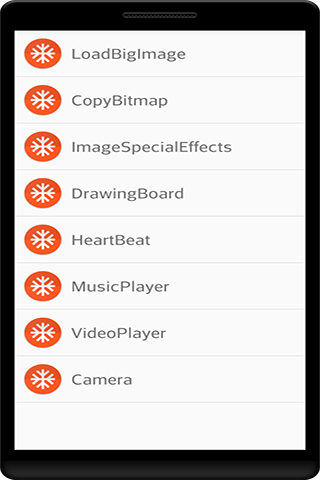 LoadBigImage
CopyBitmap
ImageSpecialEffects
DrawingBoard
HeartBeat
MusicPlayer
VideoPlayer
Camera